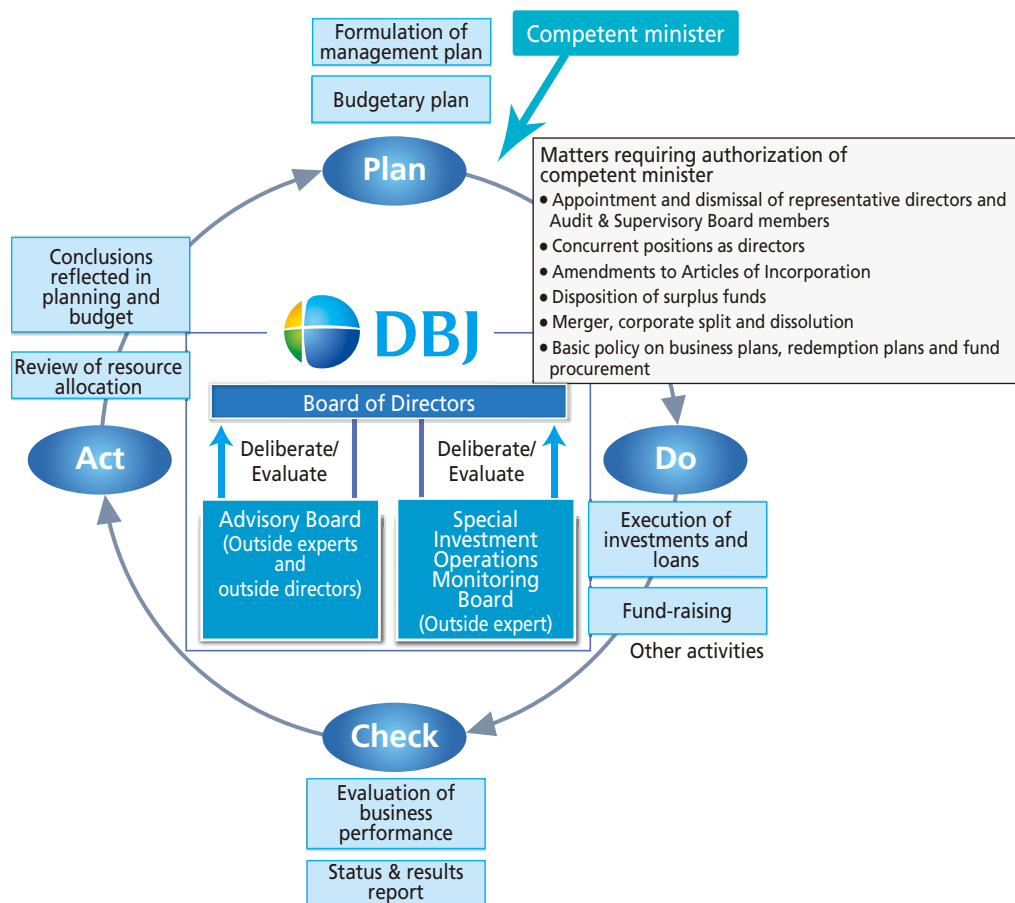 Formulation of
management plan
Budgetary plan
Competent minister
Plan
Matters requiring authorization of
competent minister
• Appointment and dismissal of representative directors and
Audit & Supervisory Board members
• Concurrent positions as directors
• Amendments to Articles of Incorporation
• Disposition of surplus funds
• Merger, corporate split and dissolution
• Basic policy on business plans, redemption plans and fund
procurement
Conclusions
reflected in
planning and
budget
Review of resource
allocation
Act
DBJ
Board of Directors
Deliberate/
Evaluate
Deliberate/
Evaluate
Advisory Board
(Outside experts
and
outside directors)
Special
Investment
Operations
Monitoring
Board
(Outside expert)
Do
Execution of
investments and
loans
Fund-raising
Other activities
Check
Evaluation of
business
performance
Status & results
report